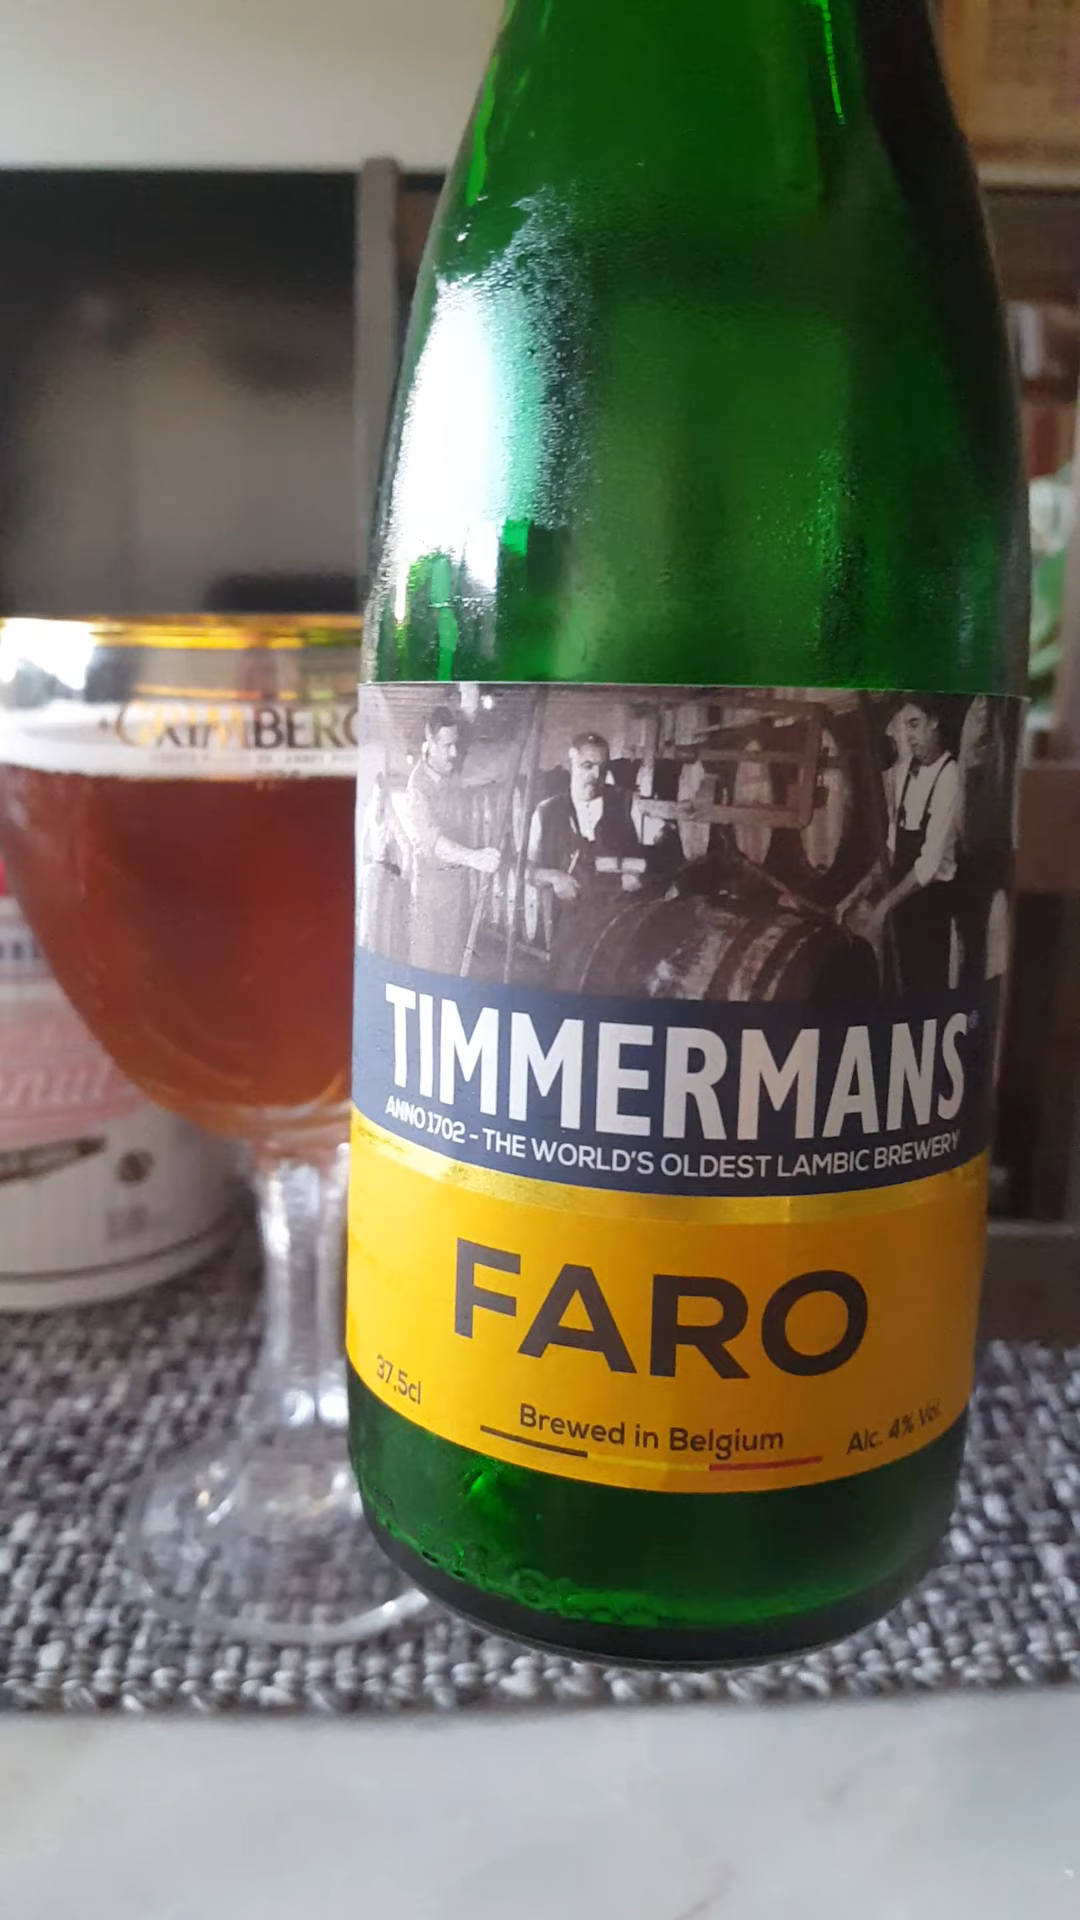 GRIMBERG
TIMMERMANS®
ANNO 1702 - THE WORLD'S OLDEST LAMBIC BREWERY
FARO
37,5cl
Brewed in Belgium
Alc. 4% Vol.